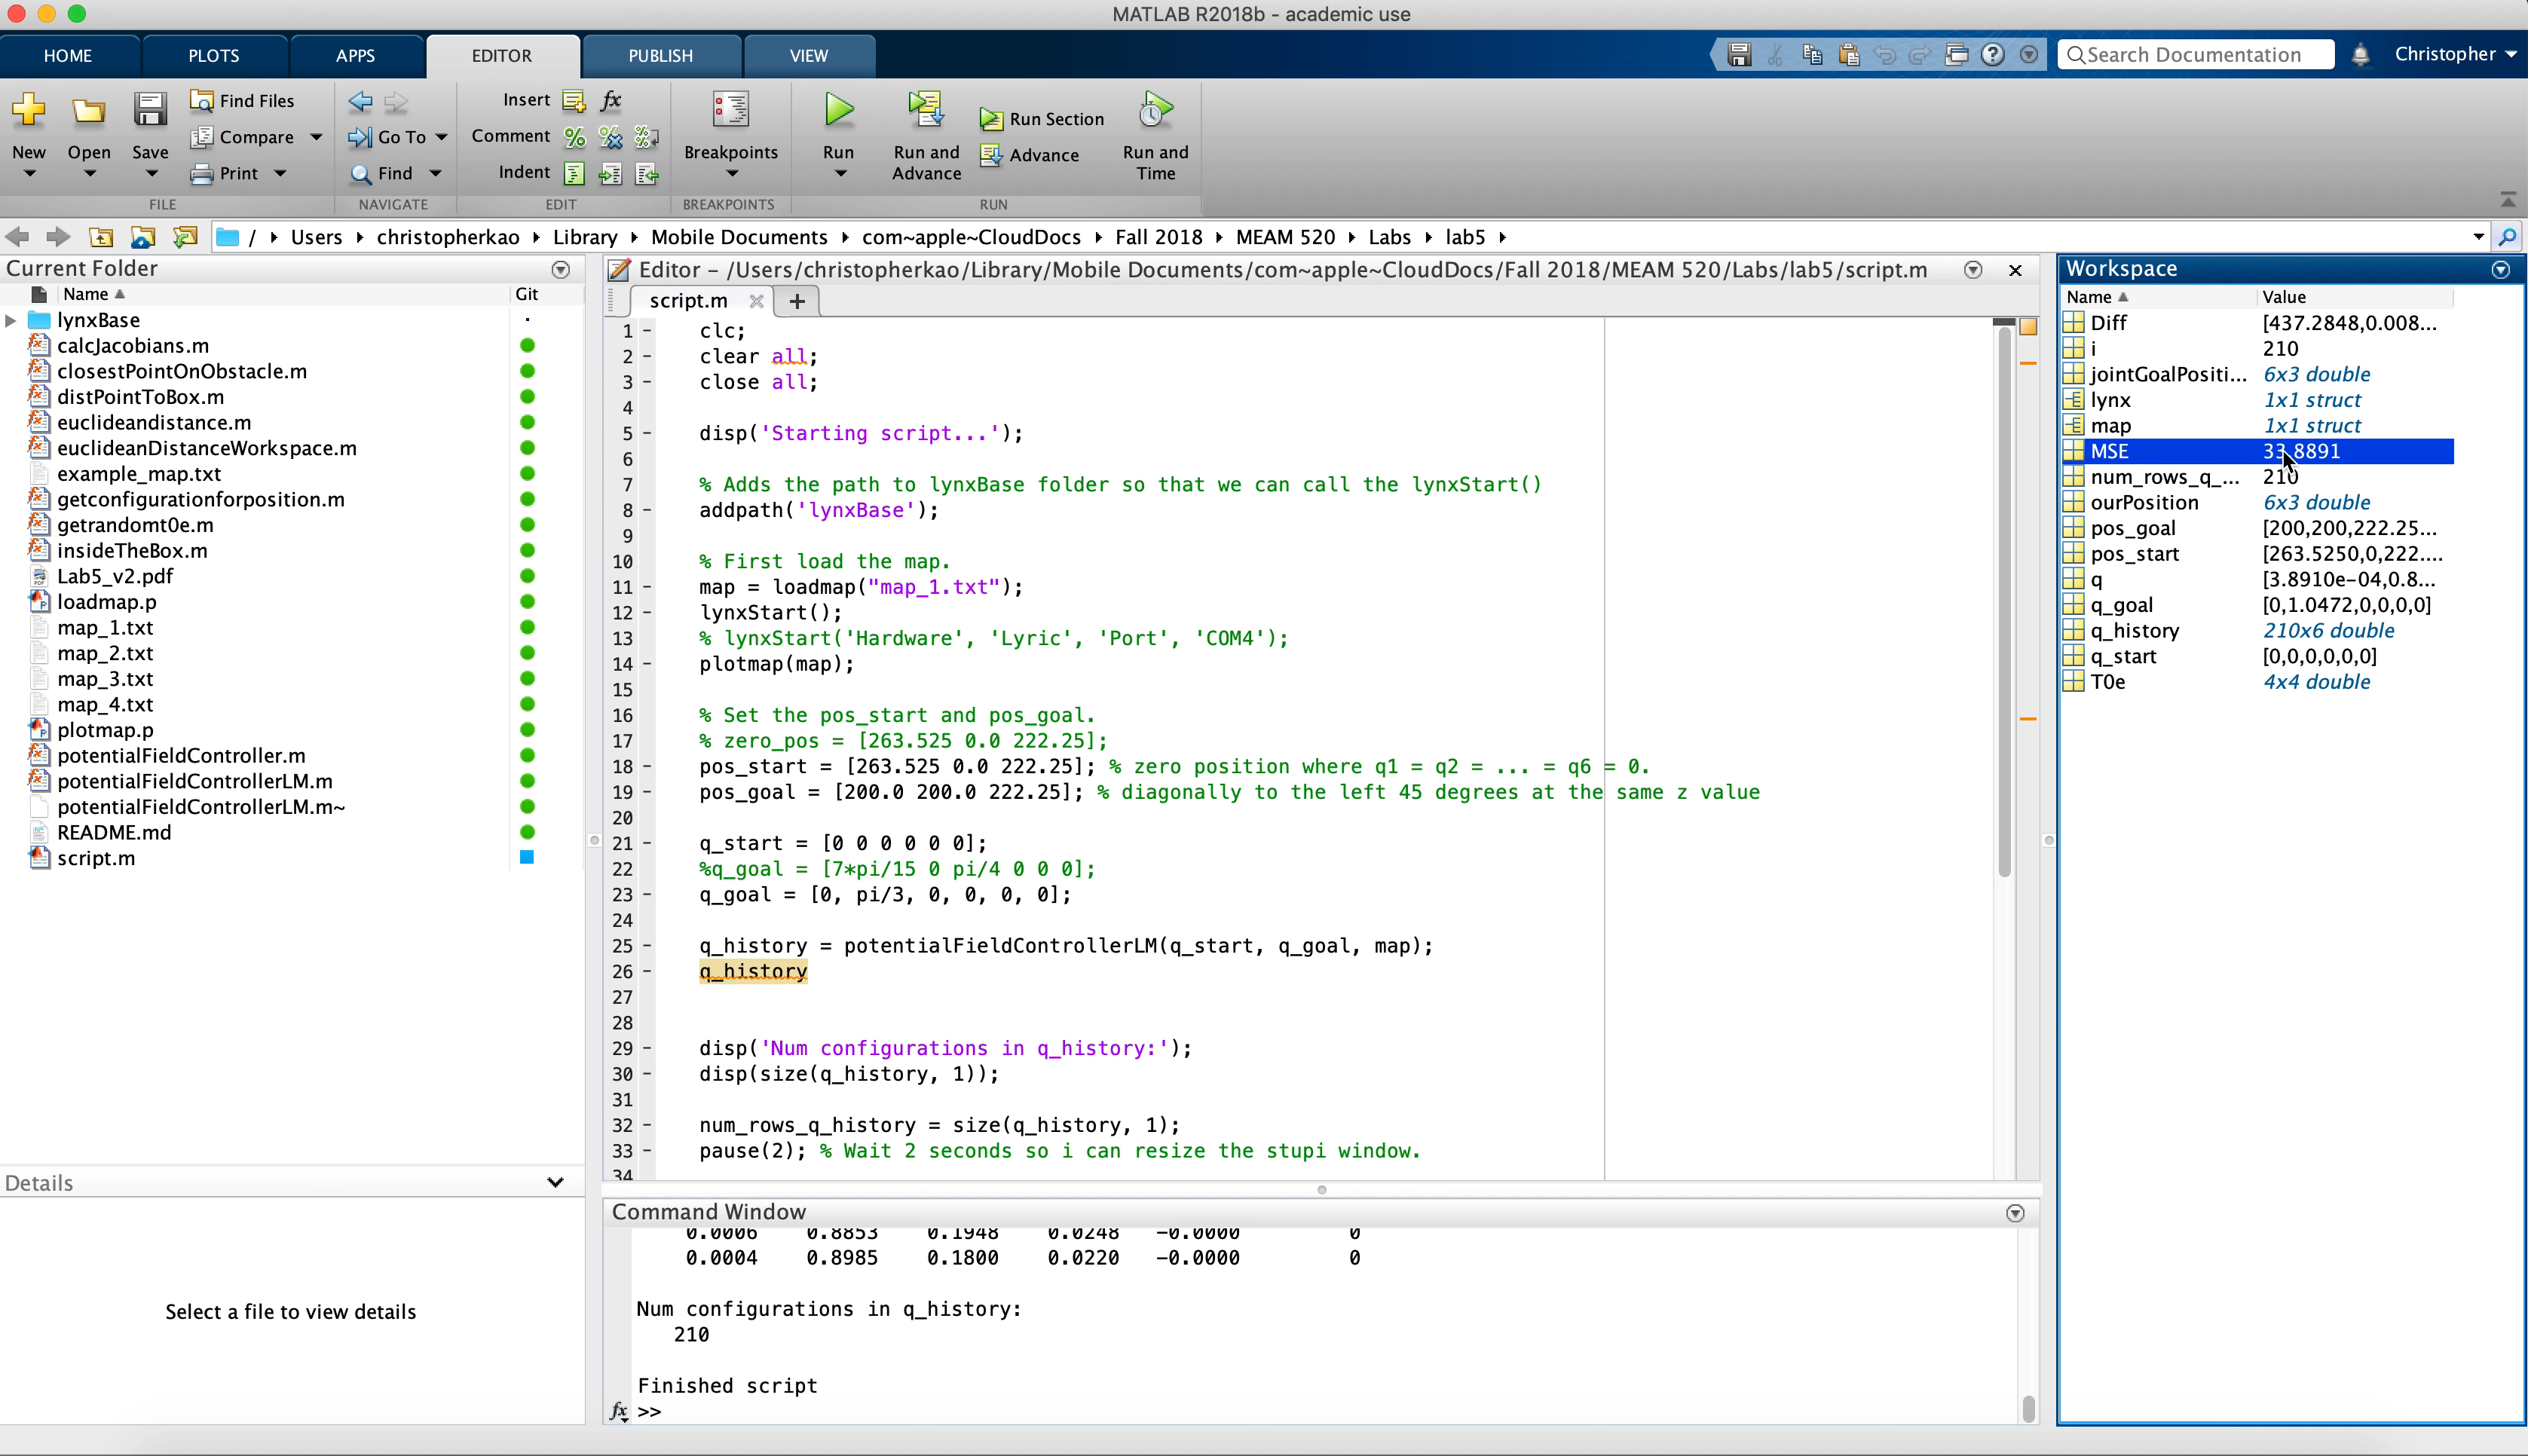 MATLAB R2018b - academic use
HOME
PLOTS
APPS
EDITOR
PUBLISH
VIEW
Search Documentation
Christopher
New
Open
Save
Find Files
Compare
Print
FILE
Go To
Find
NAVIGATE
Insert
fx
Comment
Indent
EDIT
Breakpoints
BREAKPOINTS
Run
Run and Advance
Run Section
Advance
Run and Time
RUN
/ Users christopherkao Library Mobile Documents com~apple~CloudDocs Fall 2018 MEAM 520 Labs lab5
Current Folder
Name Git
lynxBase
calcJacobians.m
closestPointOnObstacle.m
distPointToBox.m
euclideandistance.m
euclideanDistanceWorkspace.m
example_map.txt
getconfigurationforposition.m
getrandomt0e.m
insideTheBox.m
Lab5_v2.pdf
loadmap.p
map_1.txt
map_2.txt
map_3.txt
map_4.txt
plotmap.p
potentialFieldController.m
potentialFieldControllerLM.m
potentialFieldControllerLM.m~
README.md
script.m
Details
Select a file to view details
Editor - /Users/christopherkao/Library/Mobile Documents/com~apple~CloudDocs/Fall 2018/MEAM 520/Labs/lab5/script.m
script.m
1 - clc;
2 - clear all;
3 - close all;
4
5 - disp('Starting script...');
6
7 % Adds the path to lynxBase folder so that we can call the lynxStart()
8 - addpath('lynxBase');
9
10 % First load the map.
11 - map = loadmap("map_1.txt");
12 - lynxStart();
13 % lynxStart('Hardware', 'Lyric', 'Port', 'COM4');
14 - plotmap(map);
15
16 % Set the pos_start and pos_goal.
17 % zero_pos = [263.525 0.0 222.25];
18 - pos_start = [263.525 0.0 222.25]; % zero position where q1 = q2 = ... = q6 = 0.
19 - pos_goal = [200.0 200.0 222.25]; % diagonally to the left 45 degrees at the same z value
20
21 - q_start = [0 0 0 0 0 0];
22 %q_goal = [7*pi/15 0 pi/4 0 0 0];
23 - q_goal = [0, pi/3, 0, 0, 0, 0];
24
25 - q_history = potentialFieldControllerLM(q_start, q_goal, map);
26 - q_history
27
28
29 - disp('Num configurations in q_history:');
30 - disp(size(q_history, 1));
31
32 - num_rows_q_history = size(q_history, 1);
33 - pause(2); % Wait 2 seconds so i can resize the stupi window.
34
Command Window
0.0006 0.8853 0.1948 0.0248 -0.0000 0
0.0004 0.8985 0.1800 0.0220 -0.0000 0
Num configurations in q_history:
210
Finished script
fx >>
Workspace
Name Value
Diff [437.2848,0.008...
i 210
jointGoalPositi... 6x3 double
lynx 1x1 struct
map 1x1 struct
MSE 33.8891
num_rows_q_... 210
ourPosition 6x3 double
pos_goal [200,200,222.25...
pos_start [263.5250,0,222....
q [3.8910e-04,0.8...
q_goal [0,1.0472,0,0,0,0]
q_history 210x6 double
q_start [0,0,0,0,0,0]
T0e 4x4 double